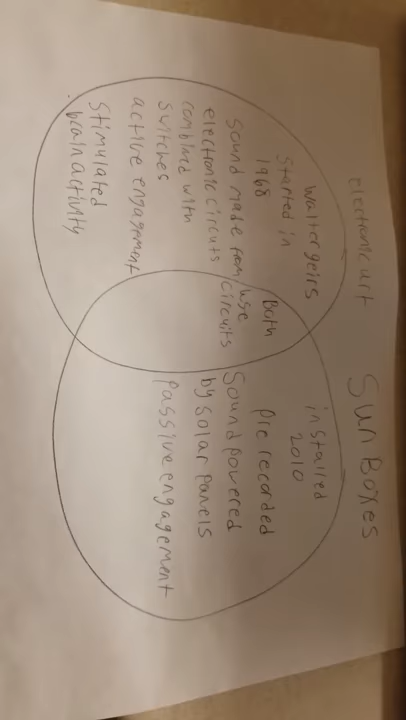 electronic art
walter geirs
started in
1968
Sound made from
electronic circuts
combined with
switches
active engagement
Stimulated
brain activity
Both
use
circuits
Sun Boxes
installed
2010
pre recorded
Sound powered
by solar panels
passive engagement